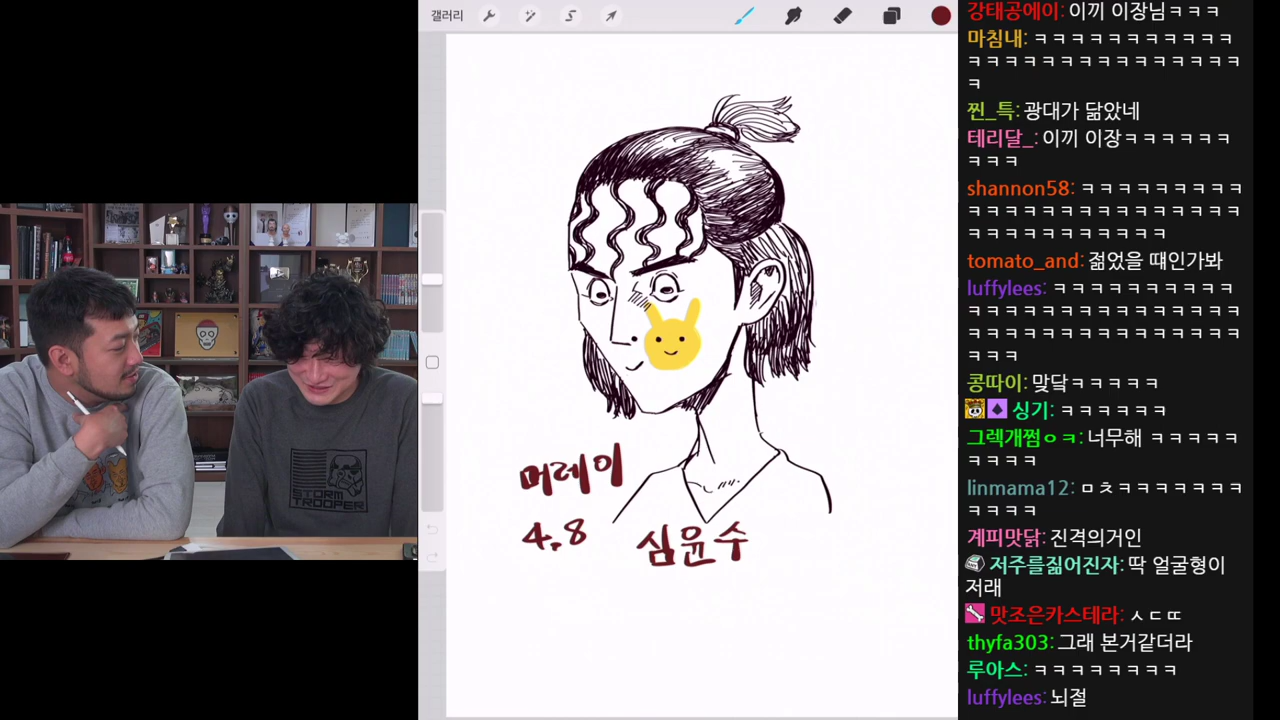 갤러리
머레이
4.8 심윤수
STORM
TROOPER
강태공에이: 이끼 이장님ㅋㅋㅋ
마침내: ㅋㅋㅋㅋㅋㅋㅋㅋㅋㅋㅋ
ㅋㅋㅋㅋㅋㅋㅋㅋㅋㅋㅋㅋㅋㅋㅋ
ㅋ
찐_특: 광대가 닮았네
테리달_: 이끼 이장ㅋㅋㅋㅋㅋㅋ
ㅋㅋㅋ
shannon58: ㅋㅋㅋㅋㅋㅋㅋㅋㅋ
ㅋㅋㅋㅋㅋㅋㅋㅋㅋㅋㅋㅋㅋㅋㅋ
ㅋㅋㅋㅋㅋㅋㅋㅋㅋㅋㅋ
tomato_and: 젊었을 때인가봐
luffylees: ㅋㅋㅋㅋㅋㅋㅋㅋㅋㅋ
ㅋㅋㅋㅋㅋㅋㅋㅋㅋㅋㅋㅋㅋㅋㅋ
ㅋㅋㅋㅋㅋㅋㅋㅋㅋㅋㅋㅋㅋㅋㅋ
ㅋㅋㅋ
콩따이: 맞닼ㅋㅋㅋㅋㅋ
싱기: ㅋㅋㅋㅋㅋㅋ
그렉개쩜ㅇㅋ: 너무해 ㅋㅋㅋㅋㅋ
ㅋㅋㅋㅋ
linmama12: ㅁㅊㅋㅋㅋㅋㅋㅋㅋ
ㅋㅋㅋㅋ
계피맛닭: 진격의거인
저주를짊어진자: 딱 얼굴형이
저래
맛조은카스테라: ㅅㄷㄸ
thyfa303: 그래 본거같더라
루아스: ㅋㅋㅋㅋㅋㅋㅋㅋ
luffylees: 뇌절